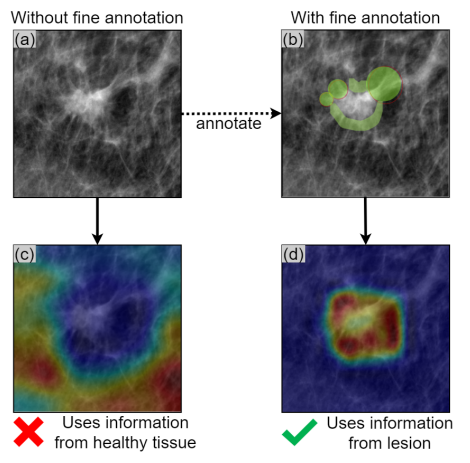 Without fine annotation
With fine annotation
(a)
(b)
annotate
(c)
(d)
Uses information
from healthy tissue
Uses information
from lesion